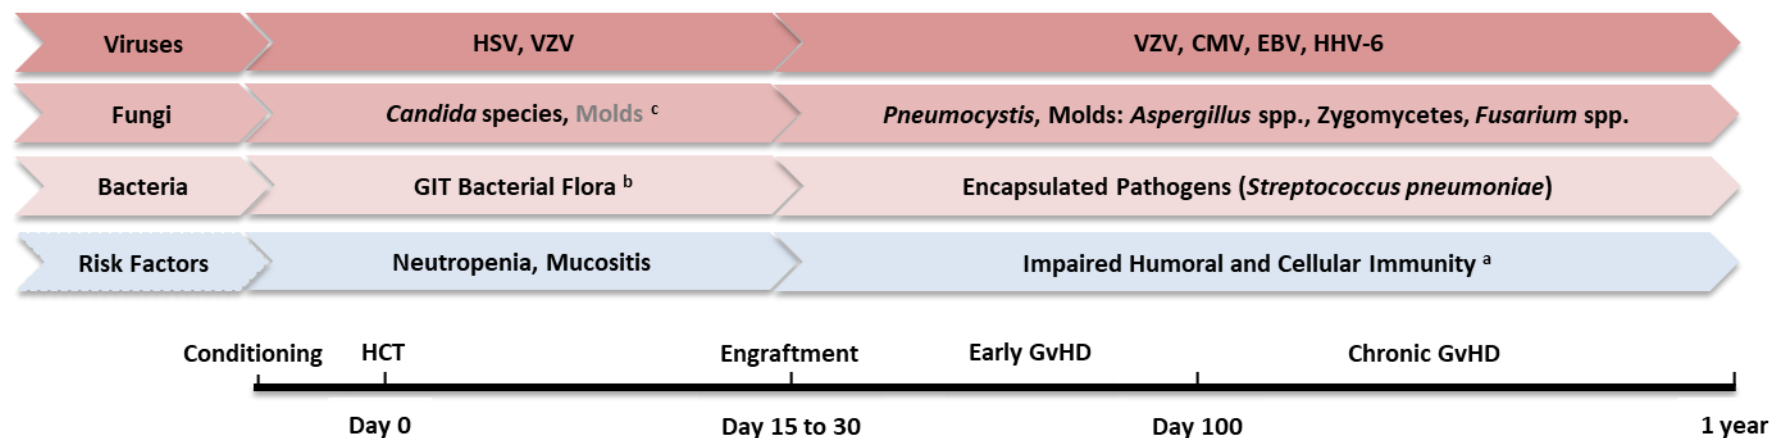 Viruses HSV, VZV VZV, CMV, EBV, HHV-6
Fungi Candida species, Molds c Pneumocystis, Molds: Aspergillus spp., Zygomycetes, Fusarium spp.
Bacteria GIT Bacterial Flora b Encapsulated Pathogens (Streptococcus pneumoniae)
Risk Factors Neutropenia, Mucositis Impaired Humoral and Cellular Immunity a
Conditioning HCT Engraftment Early GvHD Chronic GvHD
Day 0 Day 15 to 30 Day 100 1 year